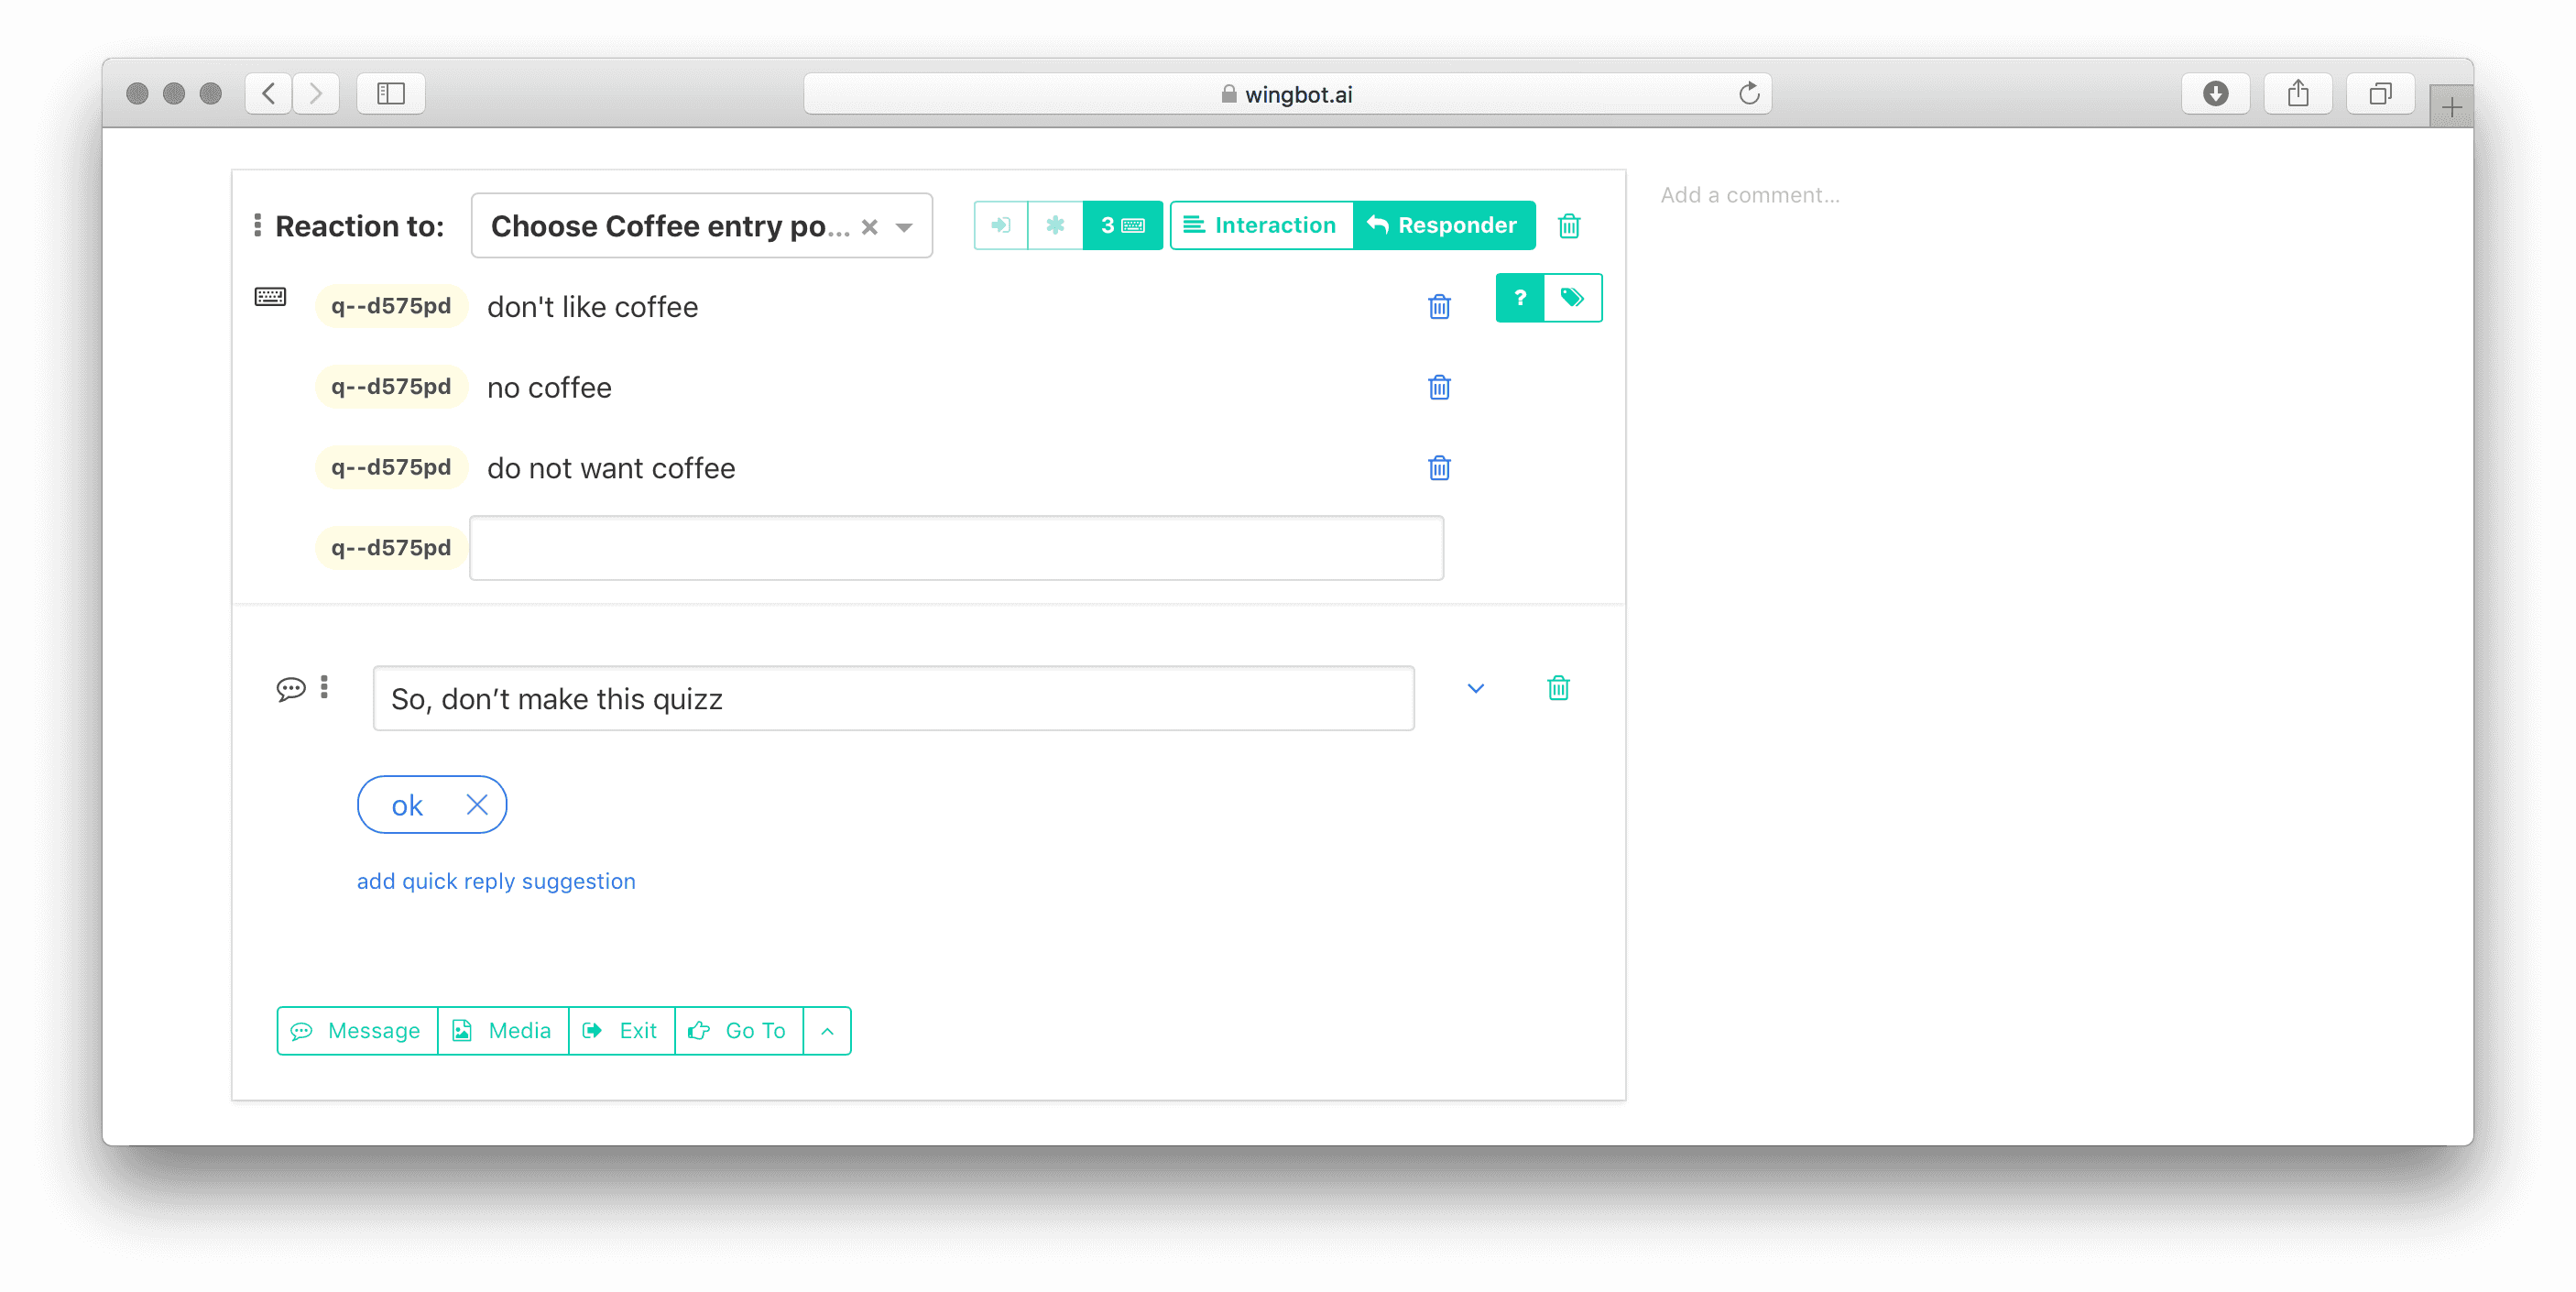 wingbot.ai
Reaction to: Choose Coffee entry po... 3 Interaction Responder
Add a comment...
q--d575pd don't like coffee ?
q--d575pd no coffee
q--d575pd do not want coffee
q--d575pd
So, don’t make this quizz
ok
add quick reply suggestion
Message Media Exit Go To